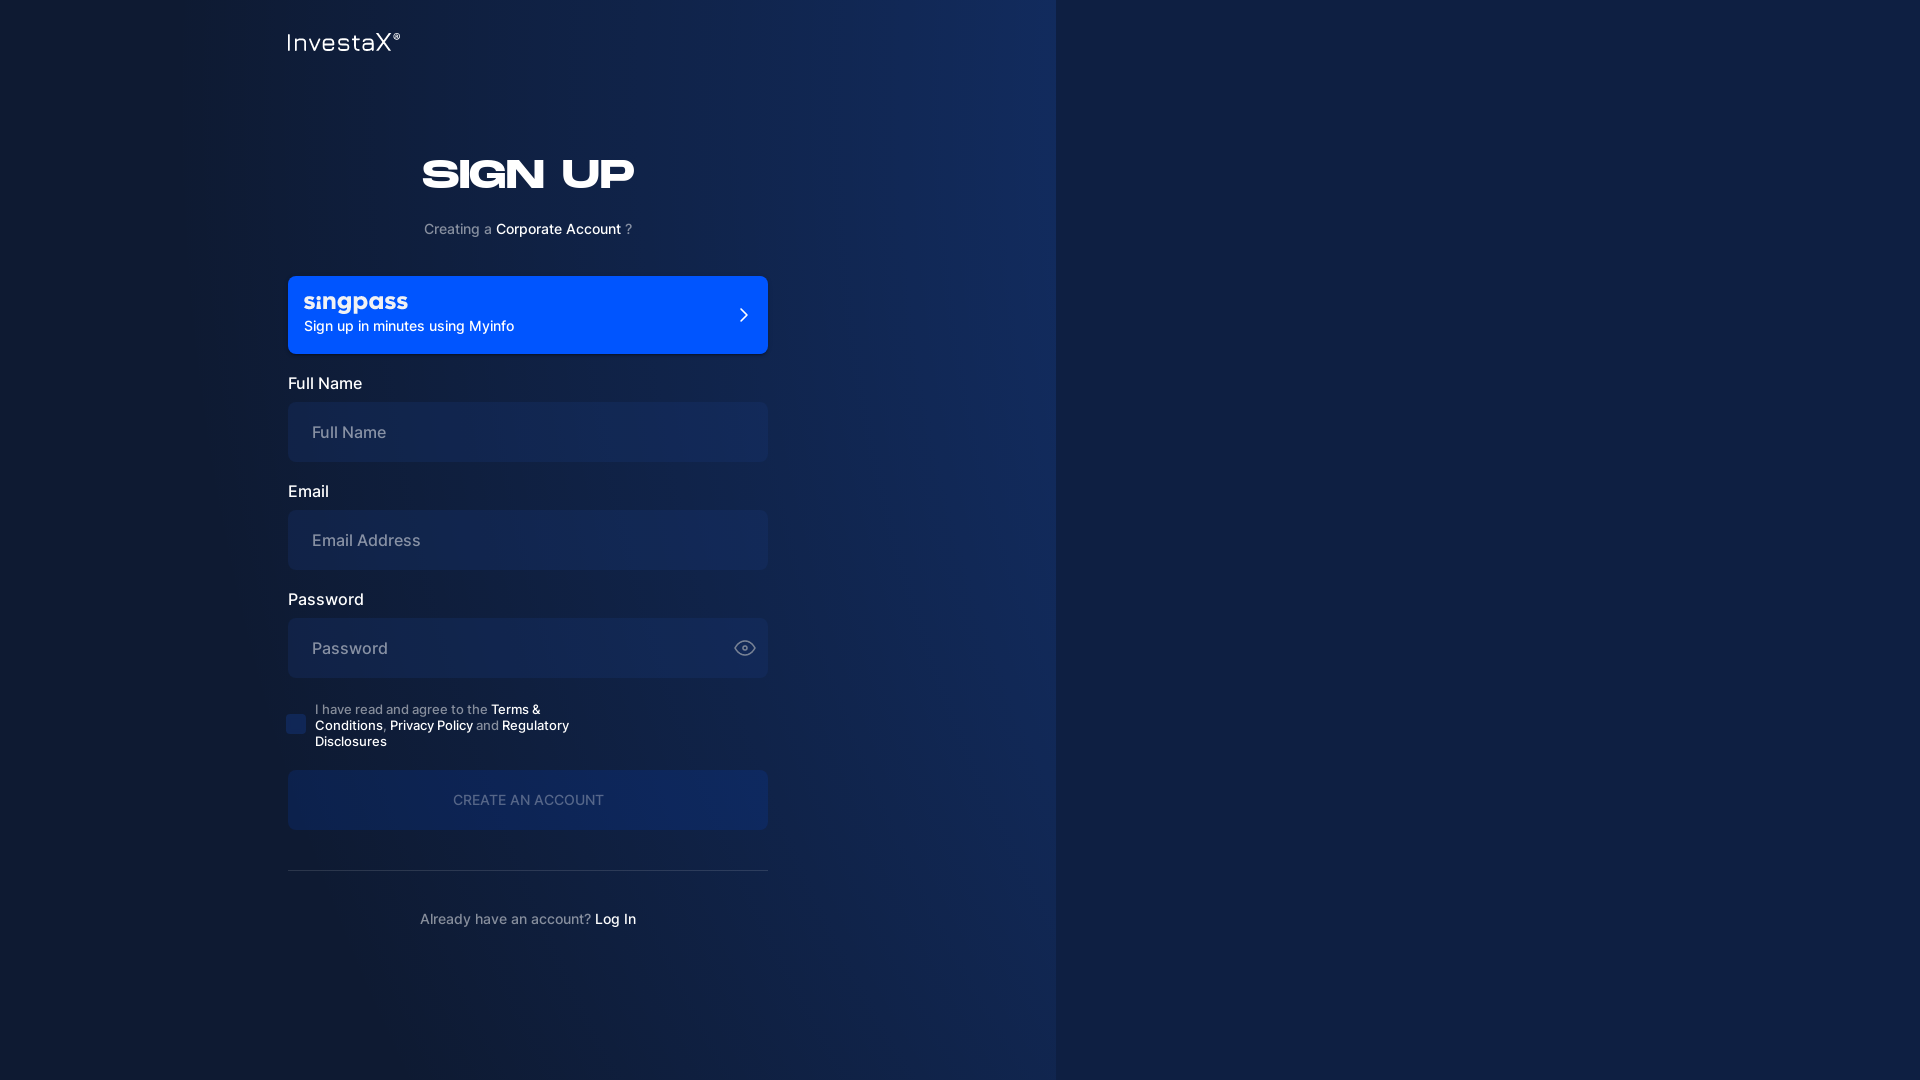 InvestaX®
SIGN UP
Creating a Corporate Account ?
singpass
Sign up in minutes using Myinfo
Full Name
Full Name
Email
Email Address
Password
Password
I have read and agree to the Terms &
Conditions, Privacy Policy and Regulatory
Disclosures
CREATE AN ACCOUNT
Already have an account? Log In